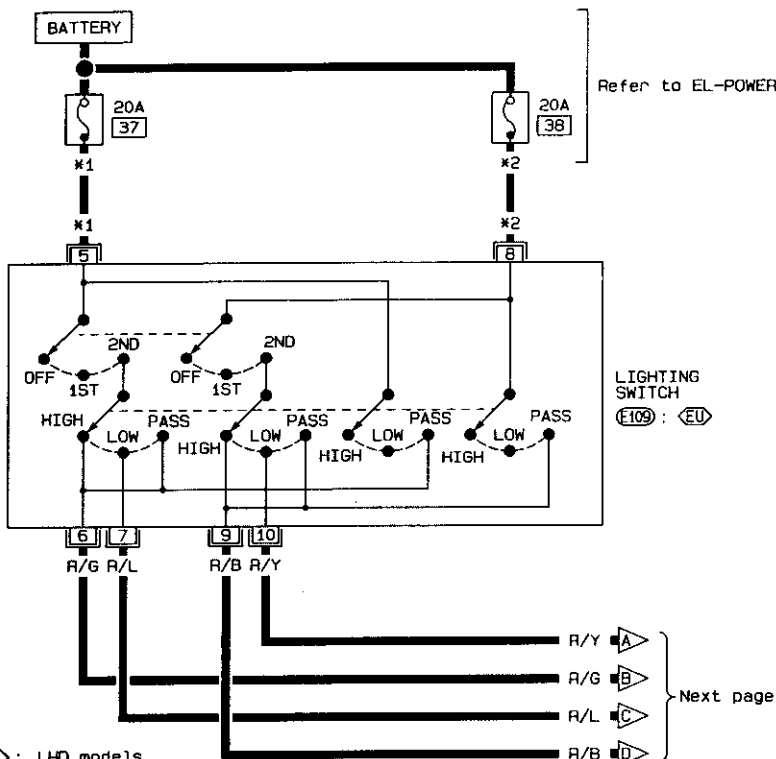 BATTERY
20A
37
20A
38
Refer to EL-POWER
*1
*2
*1
*2
5
8
2ND
2ND
OFF
1ST
OFF
1ST
LIGHTING
SWITCH
E109 : EU
HIGH
LOW
PASS
HIGH
LOW
PASS
HIGH
LOW
PASS
HIGH
LOW
PASS
6
7
9
10
R/G
R/L
R/B
R/Y
R/Y
A
R/G
B
Next page
R/L
C
R/B
D
: LHD models